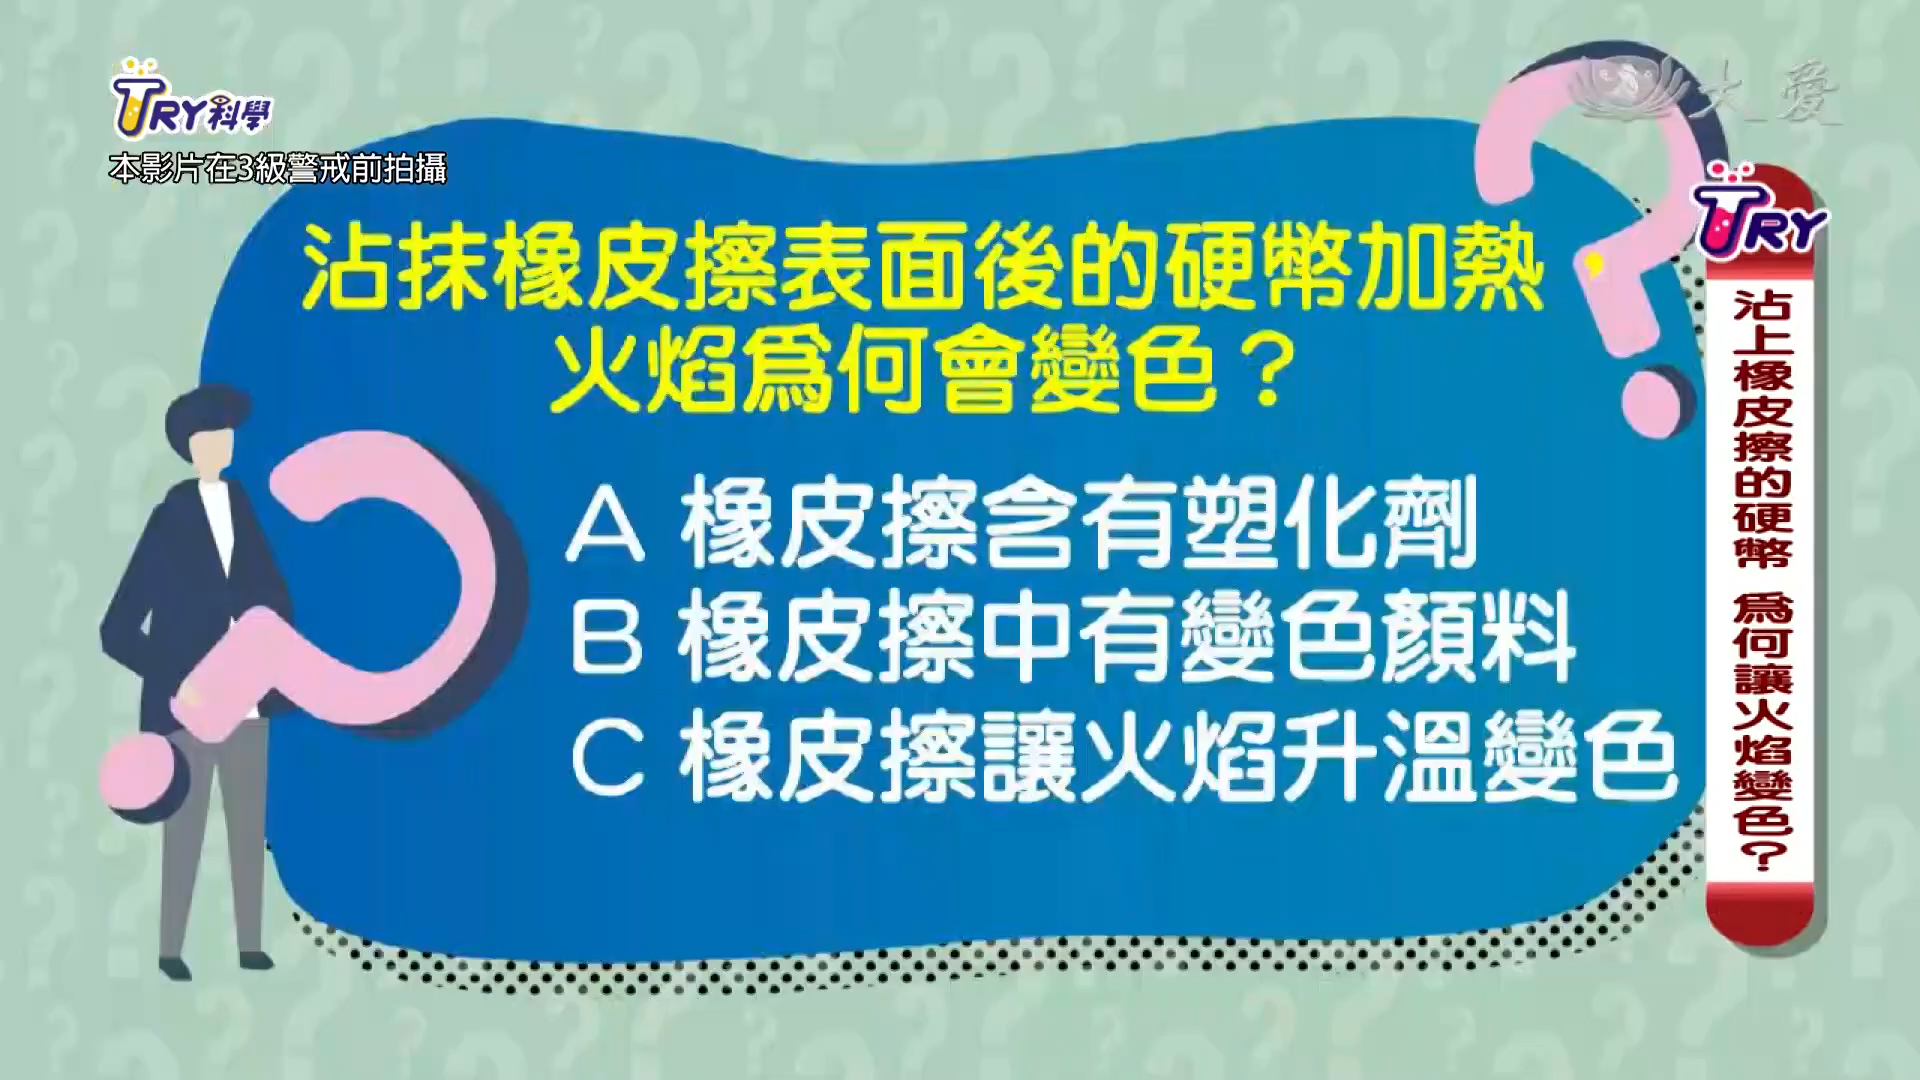 TRY科學
本影片在3級警戒前拍攝
大愛
沾抹橡皮擦表面後的硬幣加熱
火焰為何會變色？
A 橡皮擦含有塑化劑
B 橡皮擦中有變色顏料
C 橡皮擦讓火焰升溫變色
TRY
沾上橡皮擦的硬幣 為何讓火焰變色？